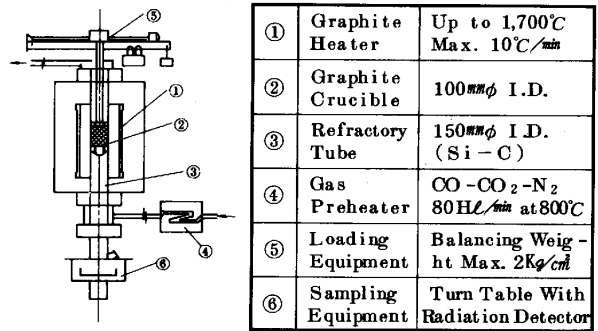 ⑤
①
②
③
④
⑥
① Graphite Heater Up to 1,700℃ Max. 10℃/min
② Graphite Crucible 100mmφ I.D.
③ Refractory Tube 150mmφ I.D. (Si-C)
④ Gas Preheater CO-CO2-N2 80Hℓ/min at 800℃
⑤ Loading Equipment Balancing Weig-ht Max. 2Kg/cm²
⑥ Sampling Equipment Turn Table With Radiation Detector